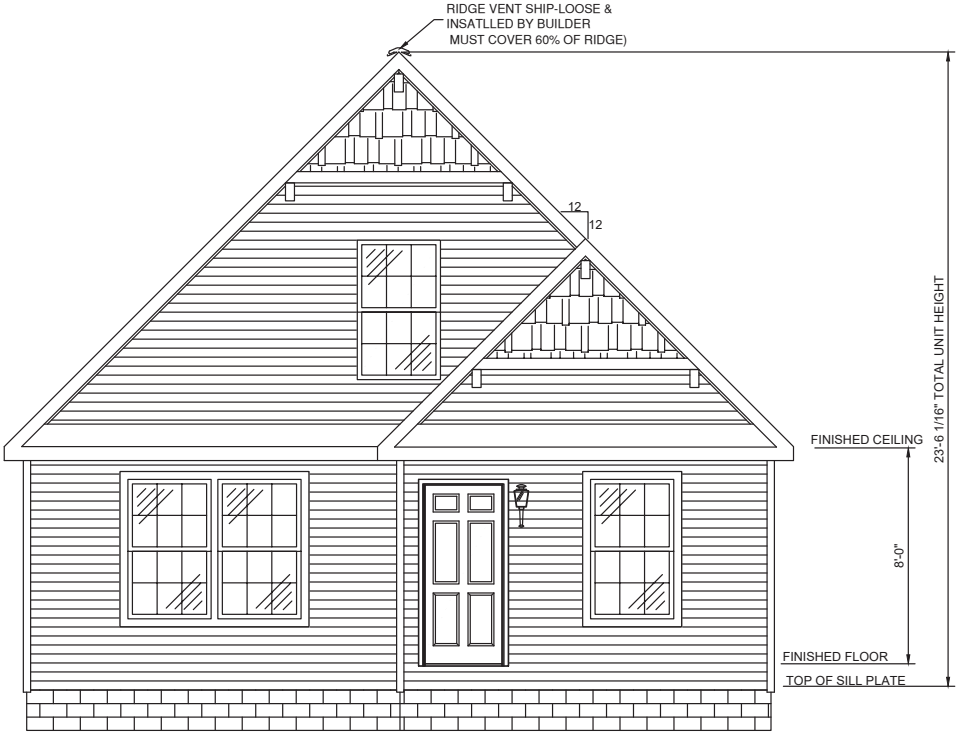 RIDGE VENT SHIP-LOOSE &
INSATLLED BY BUILDER
MUST COVER 60% OF RIDGE)
12
12
23'-6 1/16" TOTAL UNIT HEIGHT
FINISHED CEILING
8'-0"
FINISHED FLOOR
TOP OF SILL PLATE